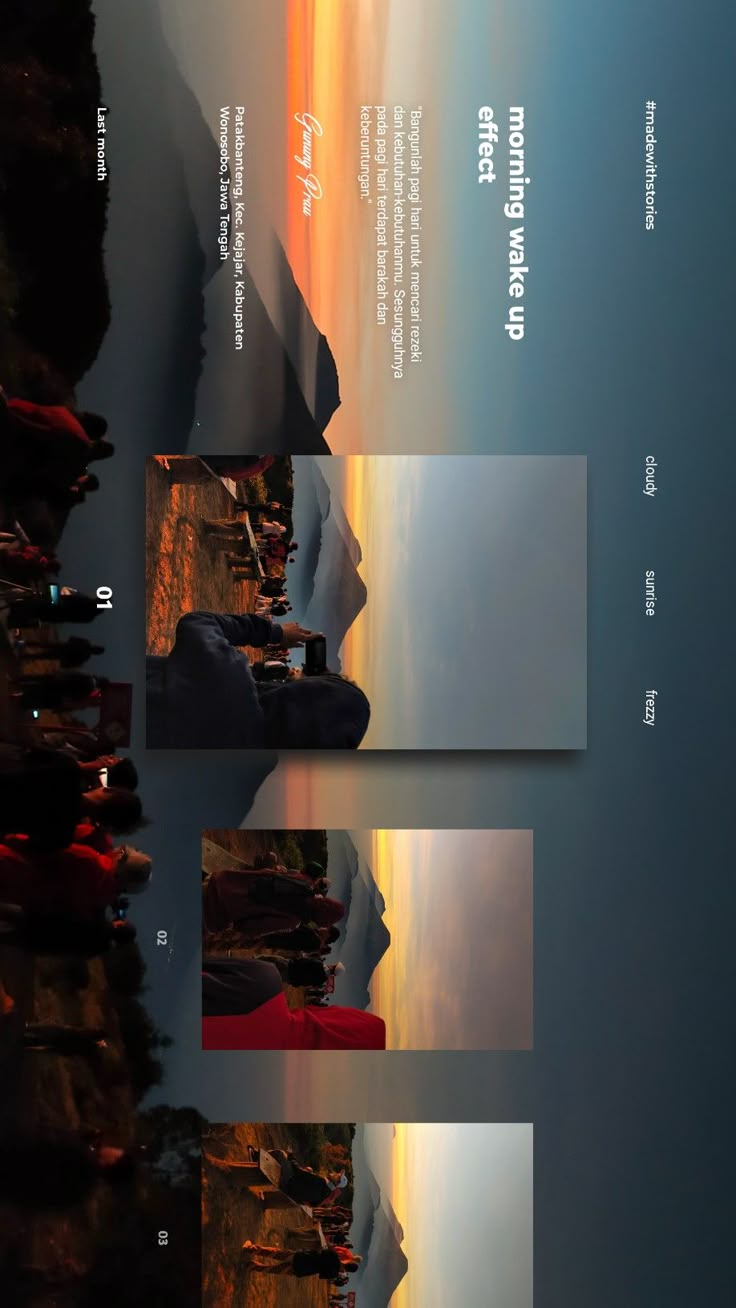 #madewithstories
cloudy
sunrise
frezzy
morning wake up
effect
"Bangunlah pagi hari untuk mencari rezeki
dan kebutuhan-kebutuhanmu. Sesungguhnya
pada pagi hari terdapat barakah dan
keberuntungan."
Gunung Prau
Patakbanteng, Kec. Kejajar, Kabupaten
Wonosobo, Jawa Tengah
Last month
01
02
03